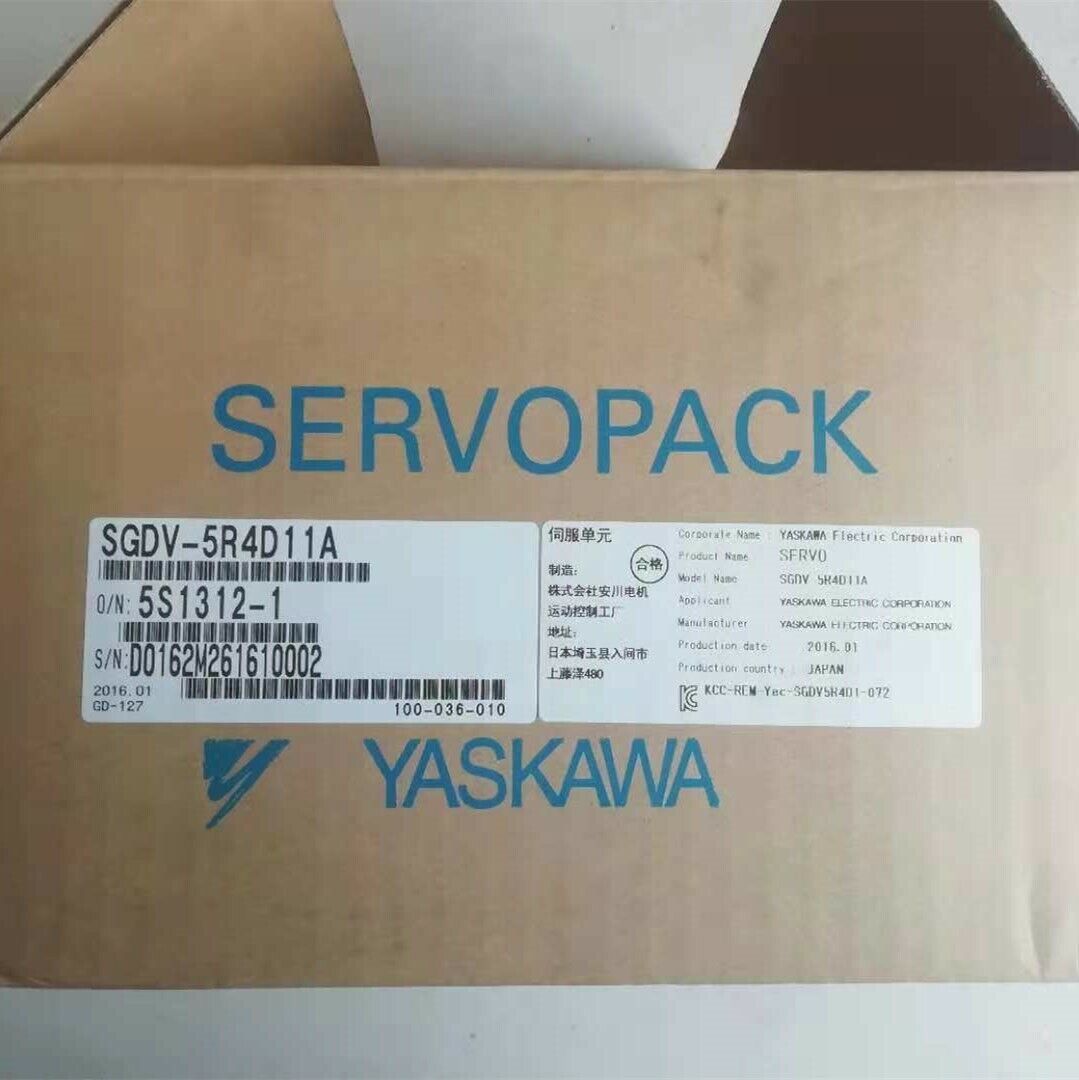 SERVOPACK
SGDV-5R4D11A
O/N: 5S1312-1
S/N: D0162M261610002
2016.01
GD-127
100-036-010
伺服单元
合格
制造:
株式会社安川电机
运动控制工厂
地址:
日本埼玉县入间市
上藤泽480
Corporate Name : YASKAWA Electric Corporation
Product Name SERVO
Model Name SGDV 5R4D11A
Applicant YASKAWA ELECTRIC CORPORATION
Manufacturer YASKAWA ELECTRIC CORPORATION
Production date 2016.01
Production country : JAPAN
KCC-REM-Yec-SGDV5R4D1-072
YASKAWA